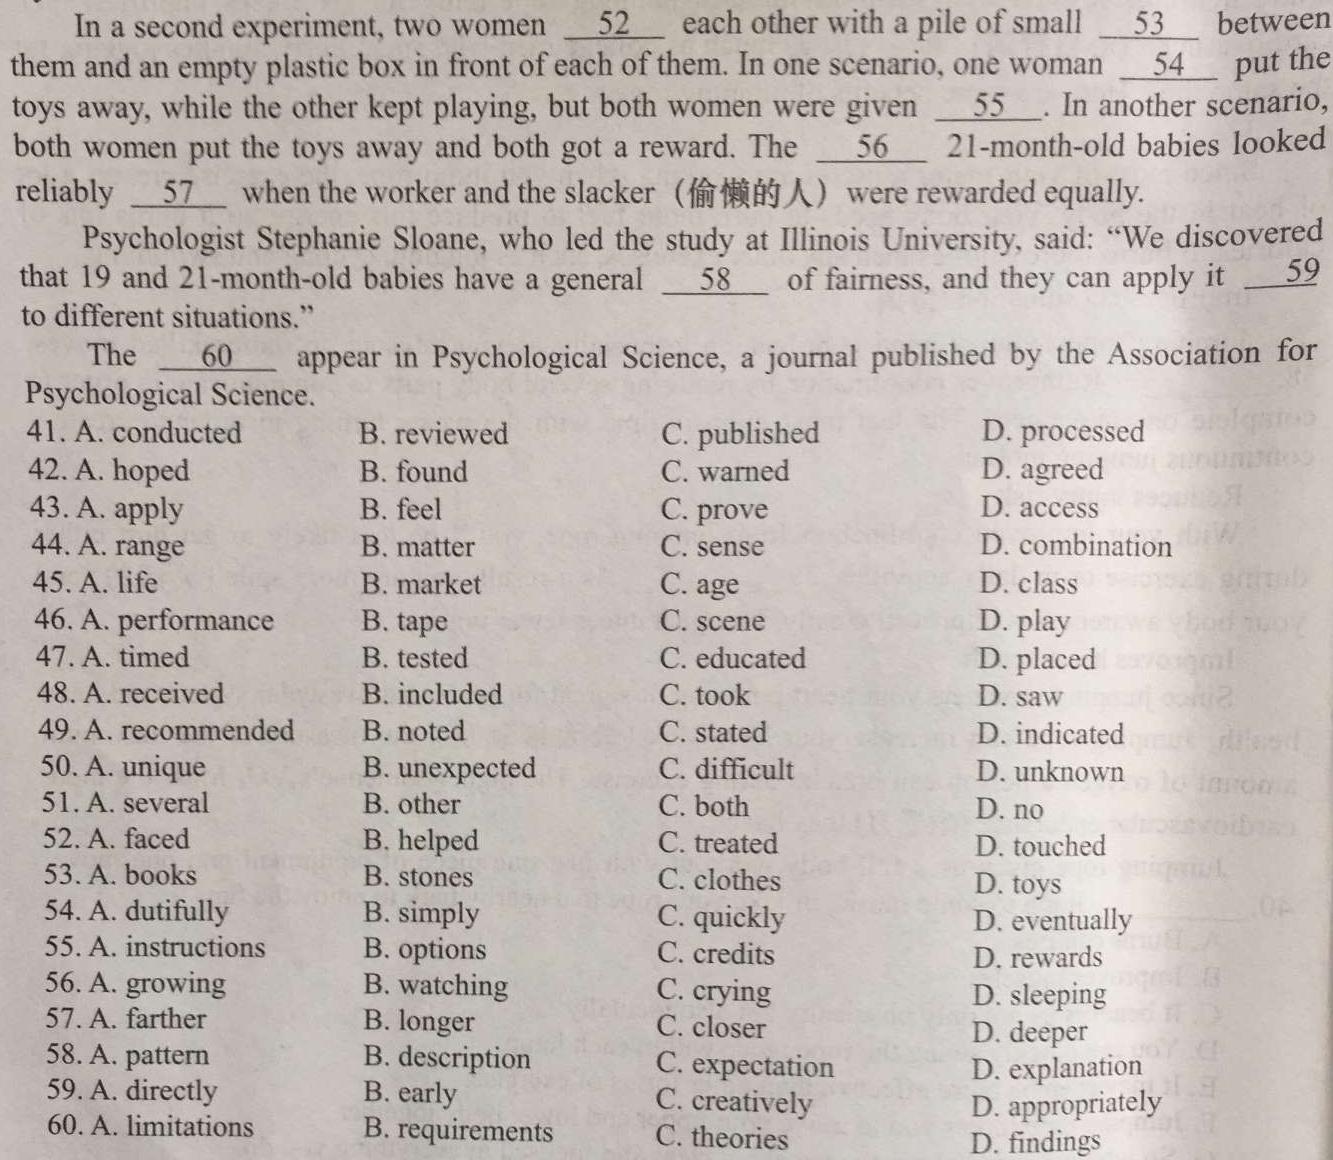 In a second experiment, two women 52 each other with a pile of small 53 between
them and an empty plastic box in front of each of them. In one scenario, one woman 54 put the
toys away, while the other kept playing, but both women were given 55 . In another scenario,
both women put the toys away and both got a reward. The 56 21-month-old babies looked
reliably 57 when the worker and the slacker（偷懒的人）were rewarded equally.
Psychologist Stephanie Sloane, who led the study at Illinois University, said: “We discovered
that 19 and 21-month-old babies have a general 58 of fairness, and they can apply it 59
to different situations.”
The 60 appear in Psychological Science, a journal published by the Association for
Psychological Science.
41. A. conducted B. reviewed C. published D. processed
42. A. hoped B. found C. warned D. agreed
43. A. apply B. feel C. prove D. access
44. A. range B. matter C. sense D. combination
45. A. life B. market C. age D. class
46. A. performance B. tape C. scene D. play
47. A. timed B. tested C. educated D. placed
48. A. received B. included C. took D. saw
49. A. recommended B. noted C. stated D. indicated
50. A. unique B. unexpected C. difficult D. unknown
51. A. several B. other C. both D. no
52. A. faced B. helped C. treated D. touched
53. A. books B. stones C. clothes D. toys
54. A. dutifully B. simply C. quickly D. eventually
55. A. instructions B. options C. credits D. rewards
56. A. growing B. watching C. crying D. sleeping
57. A. farther B. longer C. closer D. deeper
58. A. pattern B. description C. expectation D. explanation
59. A. directly B. early C. creatively D. appropriately
60. A. limitations B. requirements C. theories D. findings